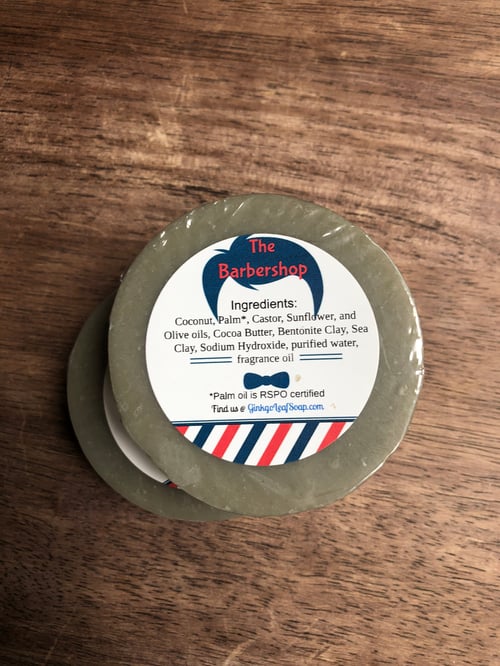 The
Barbershop
Ingredients:
Coconut, Palm*, Castor, Sunflower, and
Olive oils, Cocoa Butter, Bentonite Clay, Sea
Clay, Sodium Hydroxide, purified water,
fragrance oil
*Palm oil is RSPO certified
Find us @ GinkgoLeafSoap.com